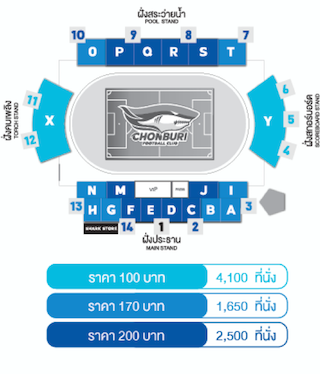 ฝั่งสระว่ายน้ำ
POOL STAND
10 9 8 7
O P Q R S T
11
X
12
ฝั่งคบเพลิง
TORCH STAND
CHONBURI
FOOTBALL CLUB
6
Y 5
4
ฝั่งสกอร์บอร์ด
SCOREBOARD STAND
N M VIP J I
13 H G F E D C B A 3
SHARK STORE 14 1 2
ฝั่งประธาน
MAIN STAND
ราคา 100 บาท 4,100 ที่นั่ง
ราคา 170 บาท 1,650 ที่นั่ง
ราคา 200 บาท 2,500 ที่นั่ง